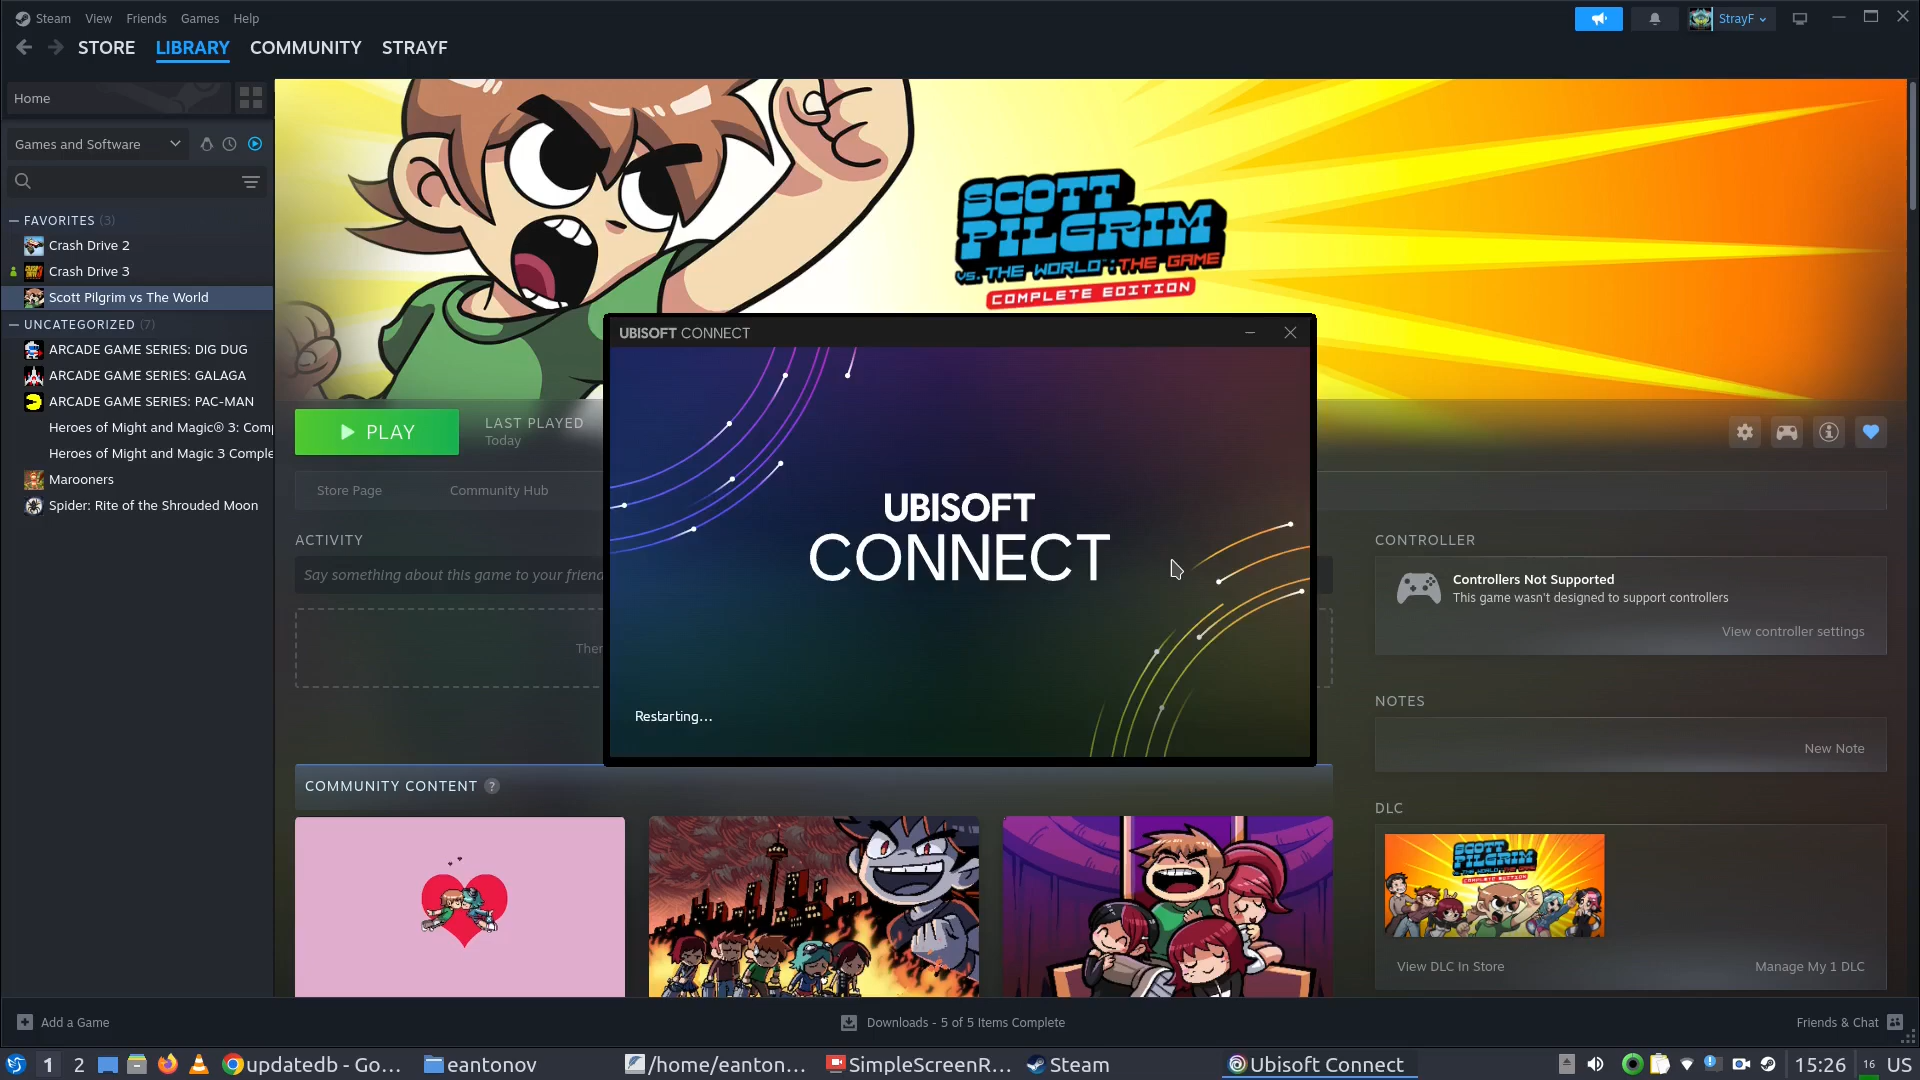 Steam View Friends Games Help
StrayF
STORE LIBRARY COMMUNITY STRAYF
Home
Games and Software
FAVORITES (3)
Crash Drive 2
Crash Drive 3
Scott Pilgrim vs The World
UNCATEGORIZED (7)
ARCADE GAME SERIES: DIG DUG
ARCADE GAME SERIES: GALAGA
ARCADE GAME SERIES: PAC-MAN
Heroes of Might and Magic® 3: Com
Heroes of Might and Magic 3 Comple
Marooners
Spider: Rite of the Shrouded Moon
SCOTT
PILGRIM
VS. THE WORLD: THE GAME
COMPLETE EDITION
PLAY
LAST PLAYED
Today
Store Page Community Hub
ACTIVITY
Say something about this game to your friend
Ther
UBISOFT CONNECT
UBISOFT
CONNECT
Restarting...
CONTROLLER
Controllers Not Supported
This game wasn't designed to support controllers
View controller settings
NOTES
New Note
DLC
SCOTT
PILGRIM
COMPLETE EDITION
View DLC In Store Manage My 1 DLC
COMMUNITY CONTENT ?
Add a Game
Downloads - 5 of 5 Items Complete
Friends & Chat
1 2 updatedb - Go... eantonov /home/eanton... SimpleScreenR... Steam Ubisoft Connect 15:26 16 US